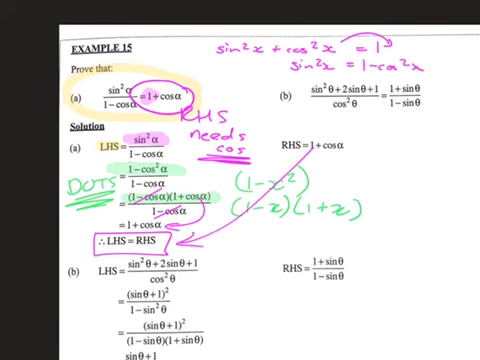 EXAMPLE 15
sin²x + cos²x = 1
sin²x = 1 - cos²x
Prove that:
(a) sin²α / 1 − cosα = 1 + cosα
(b) sin²θ + 2sinθ + 1 / cos²θ = 1 + sinθ / 1 − sinθ
RHS
needs
cos
Solution
(a) LHS = sin²α / 1 − cosα
RHS = 1 + cosα
= 1 − cos²α / 1 − cosα
DOTS
(1 - x²)
= (1 − cosα)(1 + cosα) / 1 − cosα
(1 - x)(1 + x)
= 1 + cosα
∴ LHS = RHS
(b) LHS = sin²θ + 2sinθ + 1 / cos²θ
RHS = 1 + sinθ / 1 − sinθ
= (sinθ + 1)² / 1 − sin²θ
= (sinθ + 1)² / (1 − sinθ)(1 + sinθ)
sinθ + 1